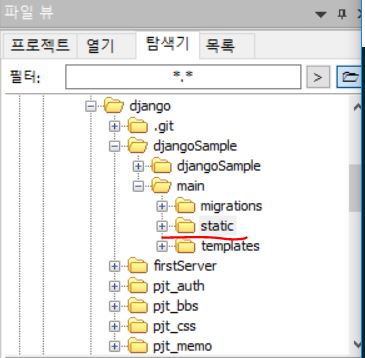 파일 뷰
프로젝트 열기 탐색기 목록
필터: *.* >
django
.git
djangoSample
djangoSample
main
migrations
static
templates
firstServer
pjt_auth
pjt_bbs
pjt_css
pjt_memo